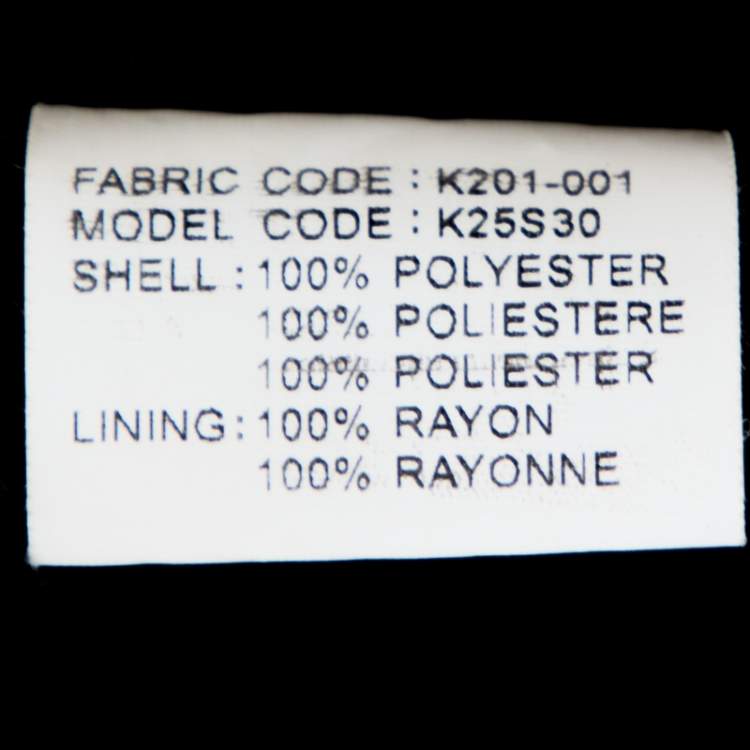 FABRIC CODE : K201-001
MODEL CODE : K25S30
SHELL : 100% POLYESTER
100% POLIESTERE
100% POLIESTER
LINING : 100% RAYON
100% RAYONNE